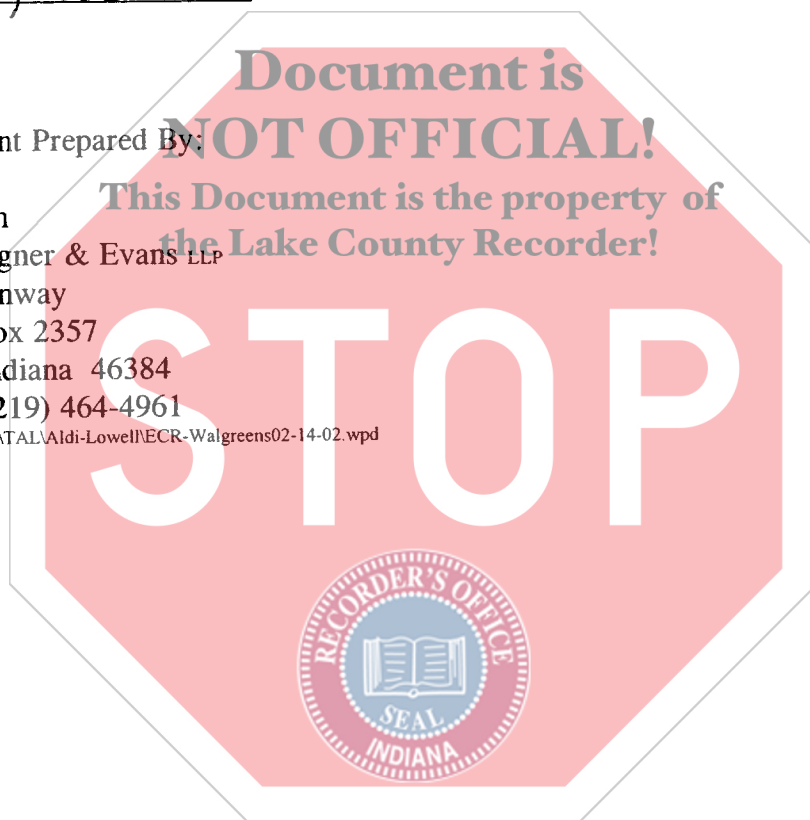 Document is
NOT OFFICIAL!
nt Prepared By:
This Document is the property of
the Lake County Recorder!
gner & Evans LLP
nway
ox 2357
diana 46384
219) 464-4961
\TAL\Aldi-Lowell\ECR-Walgreens02-14-02.wpd
STOP
RECORDER'S OFFICE
SEAL
INDIANA